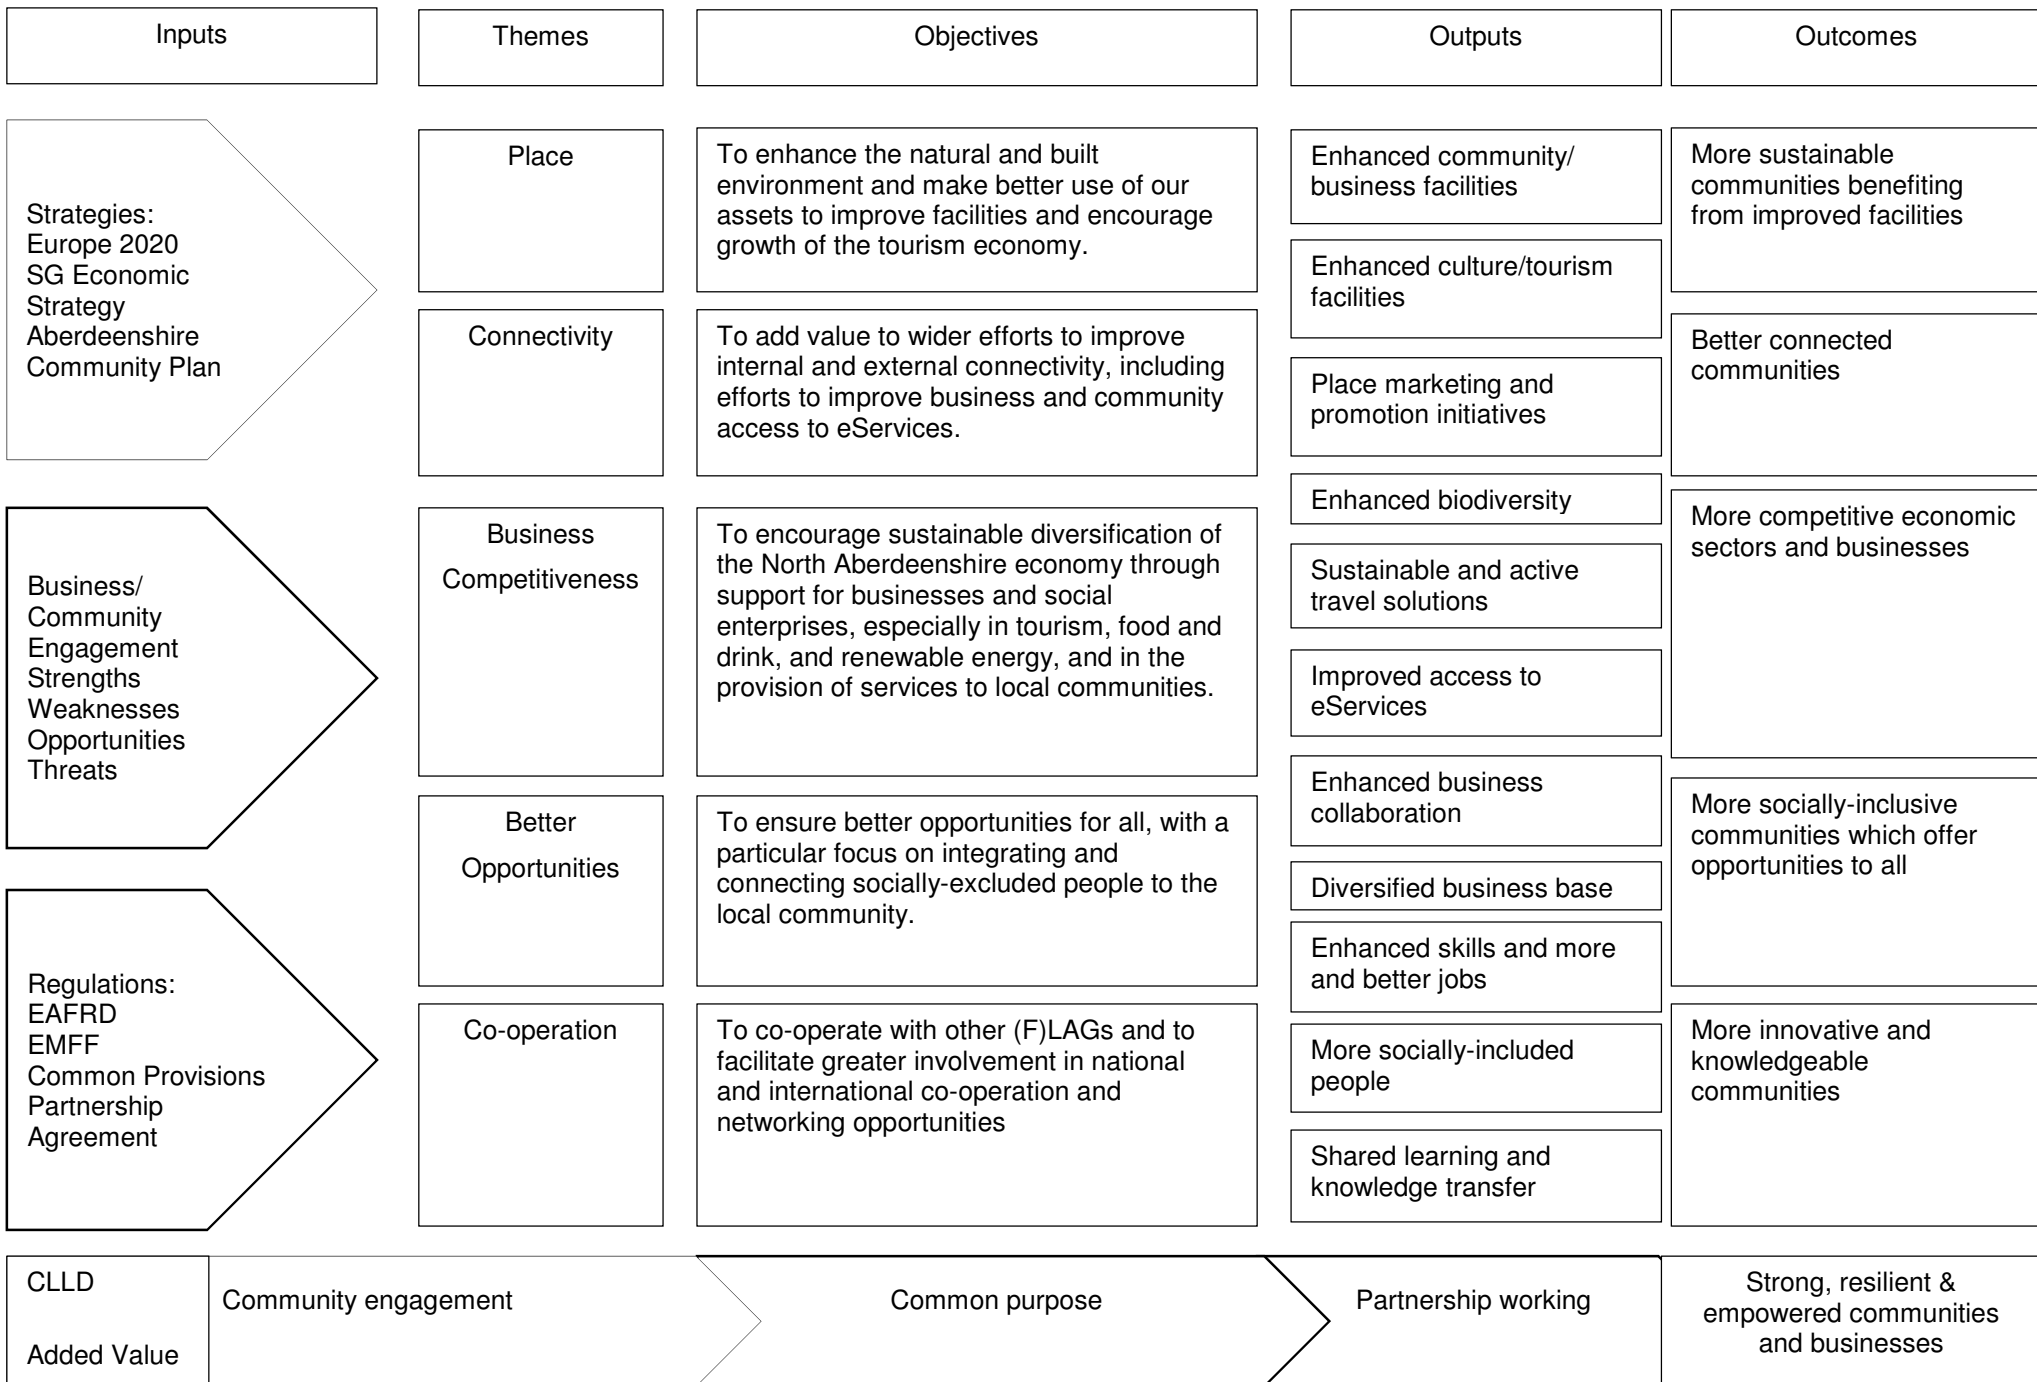 Inputs
Themes
Objectives
Outputs
Outcomes
Strategies:
Europe 2020
SG Economic
Strategy
Aberdeenshire
Community Plan
Business/
Community
Engagement
Strengths
Weaknesses
Opportunities
Threats
Regulations:
EAFRD
EMFF
Common Provisions
Partnership
Agreement
Place
Connectivity
Business
Competitiveness
Better
Opportunities
Co-operation
To enhance the natural and built
environment and make better use of our
assets to improve facilities and encourage
growth of the tourism economy.
To add value to wider efforts to improve
internal and external connectivity, including
efforts to improve business and community
access to eServices.
To encourage sustainable diversification of
the North Aberdeenshire economy through
support for businesses and social
enterprises, especially in tourism, food and
drink, and renewable energy, and in the
provision of services to local communities.
To ensure better opportunities for all, with a
particular focus on integrating and
connecting socially-excluded people to the
local community.
To co-operate with other (F)LAGs and to
facilitate greater involvement in national
and international co-operation and
networking opportunities
Enhanced community/
business facilities
Enhanced culture/tourism
facilities
Place marketing and
promotion initiatives
Enhanced biodiversity
Sustainable and active
travel solutions
Improved access to
eServices
Enhanced business
collaboration
Diversified business base
Enhanced skills and more
and better jobs
More socially-included
people
Shared learning and
knowledge transfer
More sustainable
communities benefiting
from improved facilities
Better connected
communities
More competitive economic
sectors and businesses
More socially-inclusive
communities which offer
opportunities to all
More innovative and
knowledgeable
communities
CLLD
Added Value
Community engagement
Common purpose
Partnership working
Strong, resilient &
empowered communities
and businesses